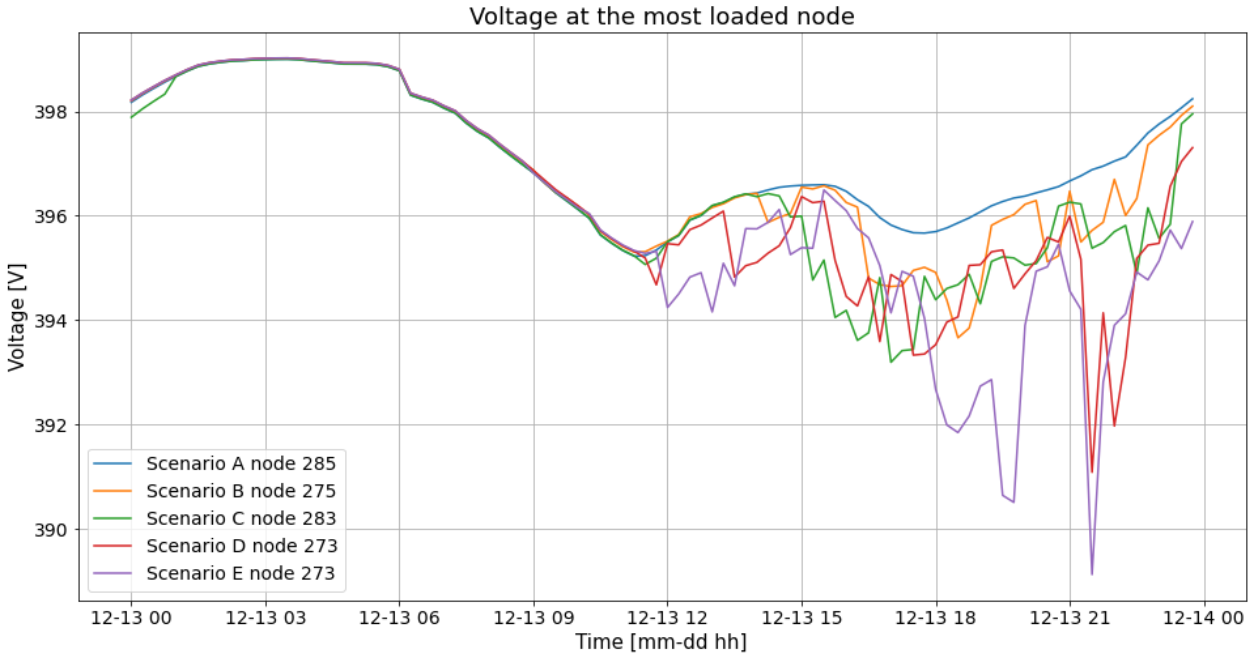 Voltage at the most loaded node
Voltage [V]
398
396
394
392
390
Scenario A node 285
Scenario B node 275
Scenario C node 283
Scenario D node 273
Scenario E node 273
12-13 00 12-13 03 12-13 06 12-13 09 12-13 12 12-13 15 12-13 18 12-13 21 12-14 00
Time [mm-dd hh]